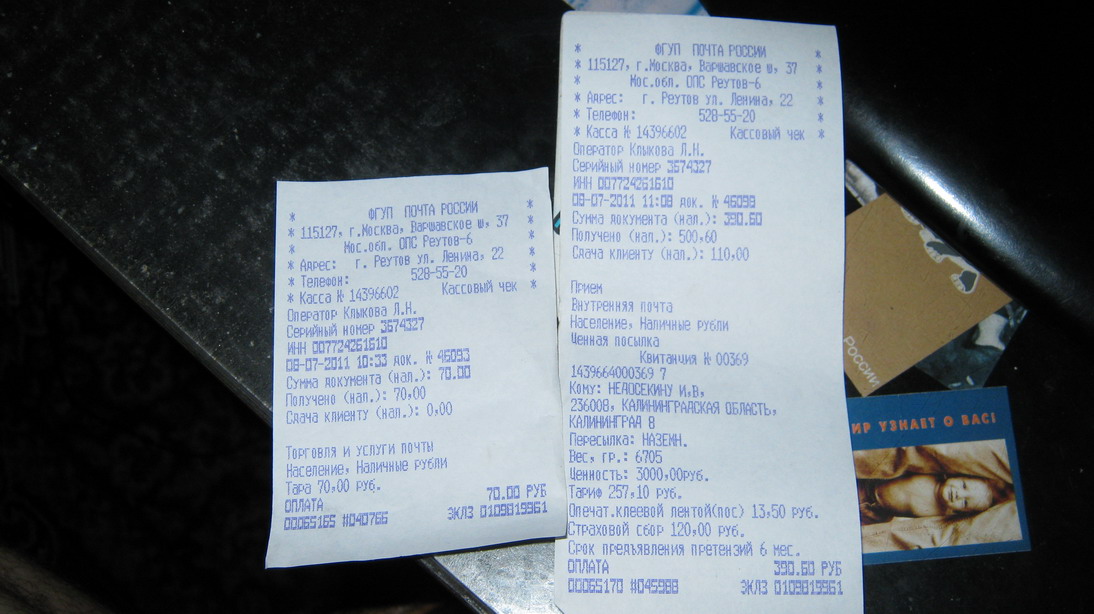 * ФГУП ПОЧТА РОССИИ *
* 115127, г.Москва, Варшавское ш, 37 *
* Мос.обл. ОПС Реутов-6 *
* Адрес: г. Реутов ул. Ленина, 22 *
* Телефон: 528-55-20 *
* Касса № 14396602 Кассовый чек *
Оператор Клыкова Л.Н.
Серийный номер 3674327
ИНН 007724261610
08-07-2011 10:33 док. № 46093
Сумма документа (нал.): 70.00
Получено (нал.): 70,00
Сдача клиенту (нал.): 0,00
Торговля и услуги почты
Население, Наличные рубли
Тара 70,00 руб.
70.00 РУБ
ОПЛАТА
00065165 #040766 ЭКЛЗ 0109819961
* ФГУП ПОЧТА РОССИИ *
* 115127, г.Москва, Варшавское ш, 37 *
* Мос.обл. ОПС Реутов-6 *
* Адрес: г. Реутов ул. Ленина, 22 *
* Телефон: 528-55-20 *
* Касса № 14396602 Кассовый чек *
Оператор Клыкова Л.Н.
Серийный номер 3674327
ИНН 007724261610
08-07-2011 11:08 док. № 46099
Сумма документа (нал.): 390.60
Получено (нал.): 500,60
Сдача клиенту (нал.): 110,00
Прием
Внутренняя почта
Население, Наличные рубли
Ценная посылка
Квитанция № 00369
1439664000369 7
Кому: НЕДОСЕКИНУ И,В,
236008, КАЛИНИНГРАДСКАЯ ОБЛАСТЬ,
КАЛИНИНГРАД 8
Пересылка: НАЗЕМН.
Вес, гр.: 6705
Ценность: 3000,00руб.
Тариф 257,10 руб.
Опечат.клеевой лентой(пос) 13,50 руб.
Страховой сбор 120,00 руб.
Срок предъявления претензий 6 мес.
ОПЛАТА 390.60 РУБ
00065170 #045988 ЭКЛЗ 0109819961
России
ИР УЗНАЕТ О ВАС!